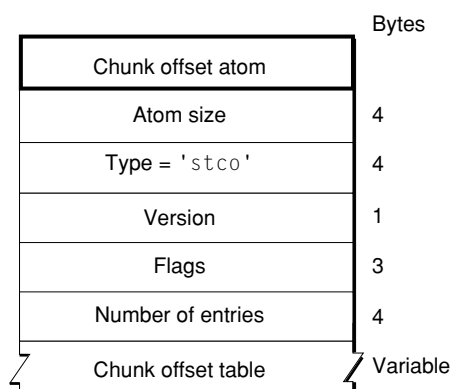 Bytes
Chunk offset atom
Atom size 4
Type = 'stco' 4
Version 1
Flags 3
Number of entries 4
Chunk offset table Variable